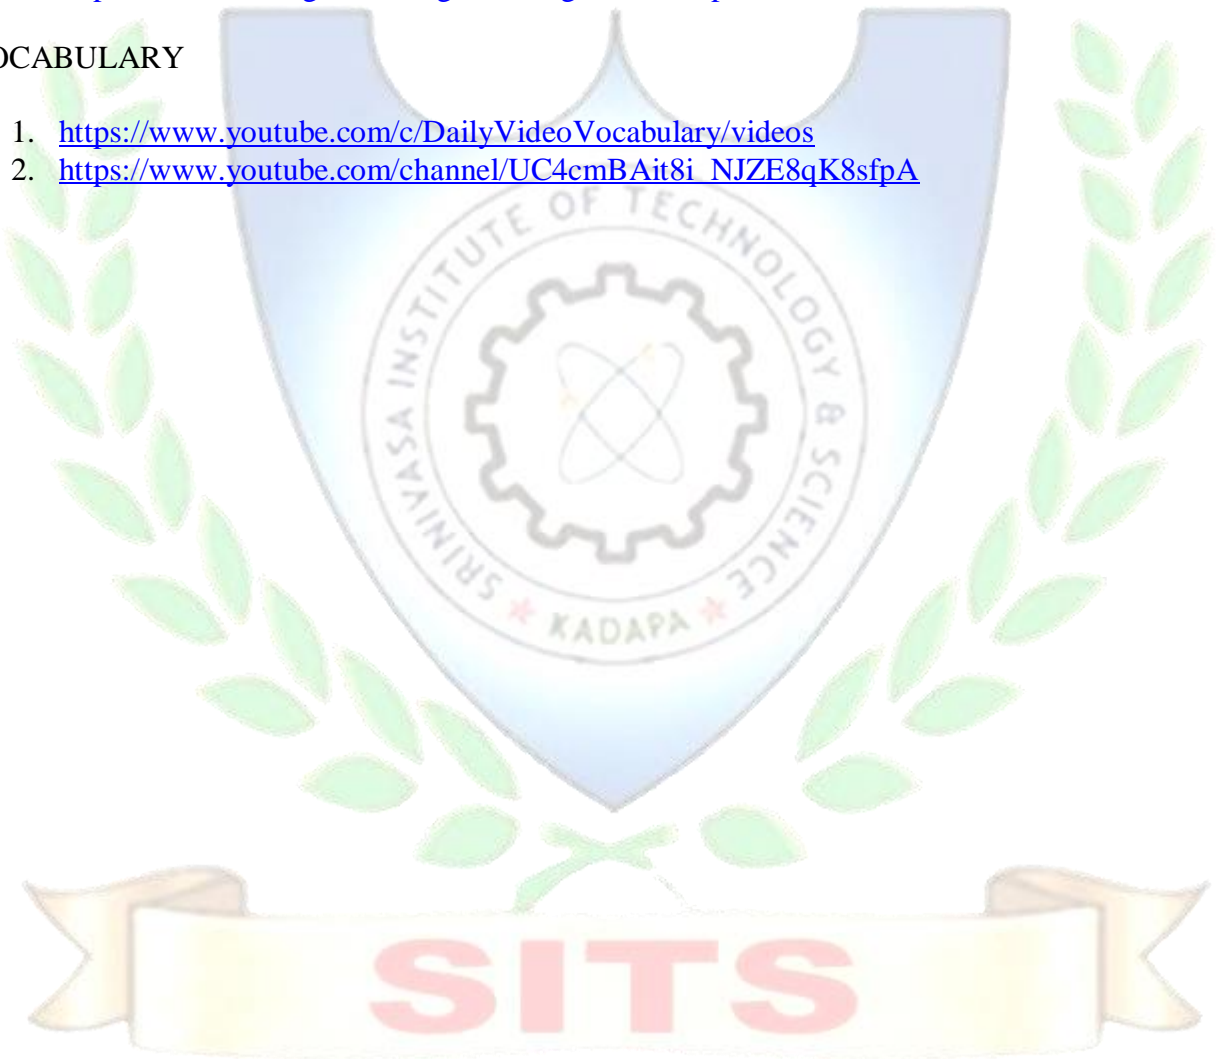 OCABULARY
1. https://www.youtube.com/c/DailyVideoVocabulary/videos
2. https://www.youtube.com/channel/UC4cmBAit8i_NJZE8qK8sfpA
SRINIVASA INSTITUTE OF TECHNOLOGY & SCIENCE
KADAPA
SITS